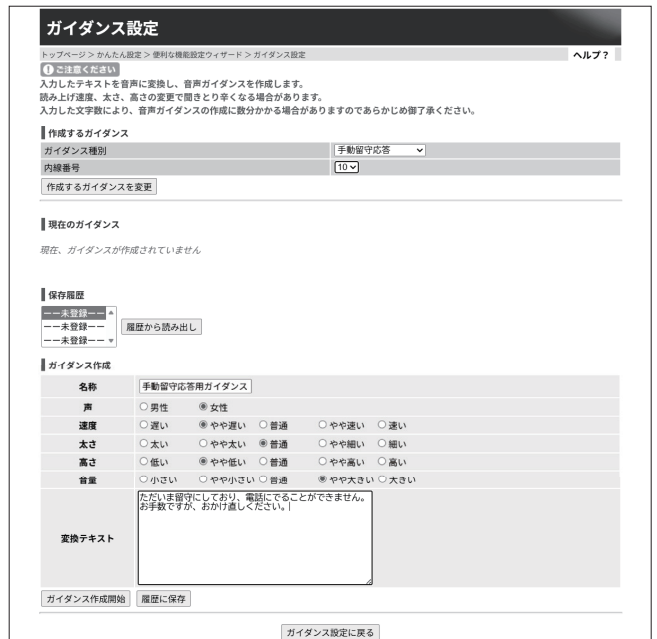 ガイダンス設定
トップページ > かんたん設定 > 便利な機能設定ウィザード > ガイダンス設定 ヘルプ？
ご注意ください
入力したテキストを音声に変換し、音声ガイダンスを作成します。
読み上げ速度、太さ、高さの変更で聞きとり辛くなる場合があります。
入力した文字数により、音声ガイダンスの作成に数分かかる場合がありますのであらかじめ御了承ください。
作成するガイダンス
ガイダンス種別 手動留守応答
内線番号 10
作成するガイダンスを変更
現在のガイダンス
現在、ガイダンスが作成されていません
保存履歴
ーー未登録ーー
ーー未登録ーー 履歴から読み出し
ーー未登録ーー
ガイダンス作成
名称 手動留守応答用ガイダンス
声 男性 女性
速度 遅い やや遅い 普通 やや速い 速い
太さ 太い やや太い 普通 やや細い 細い
高さ 低い やや低い 普通 やや高い 高い
音量 小さい やや小さい 普通 やや大きい 大きい
ただいま留守にしており、電話にでることができません。
お手数ですが、おかけ直しください。
変換テキスト
ガイダンス作成開始 履歴に保存
ガイダンス設定に戻る